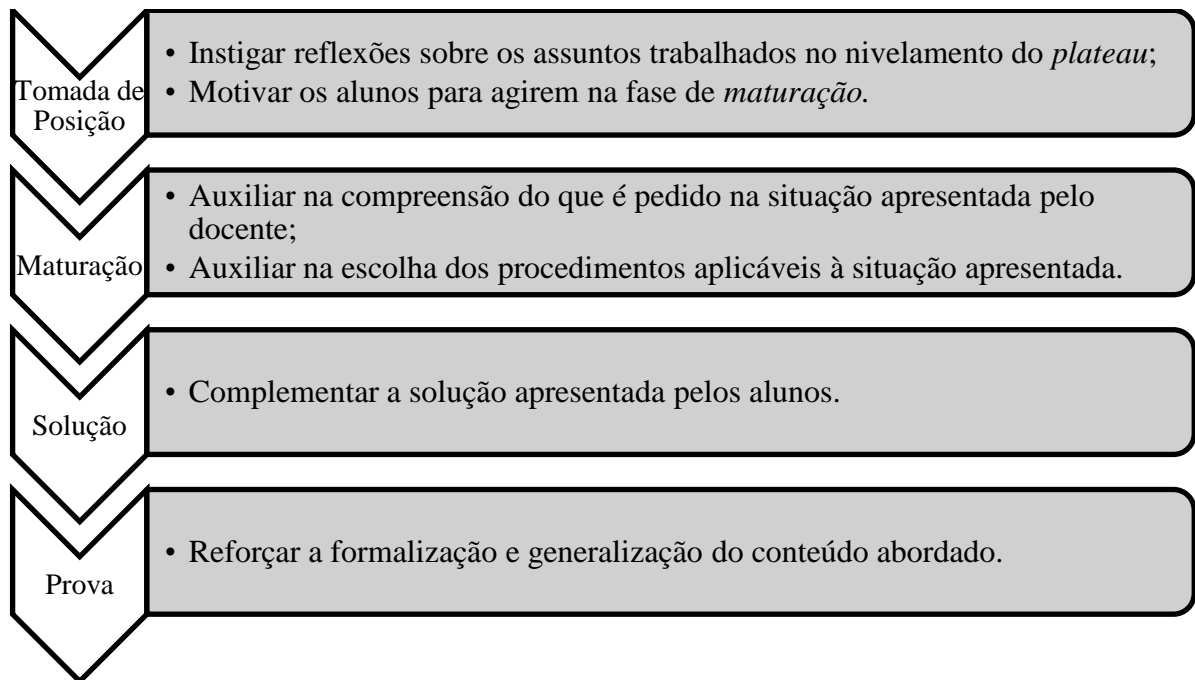 Tomada de
Posição
• Instigar reflexões sobre os assuntos trabalhados no nivelamento do plateau;
• Motivar os alunos para agirem na fase de maturação.
Maturação
• Auxiliar na compreensão do que é pedido na situação apresentada pelo
docente;
• Auxiliar na escolha dos procedimentos aplicáveis à situação apresentada.
Solução
• Complementar a solução apresentada pelos alunos.
Prova
• Reforçar a formalização e generalização do conteúdo abordado.